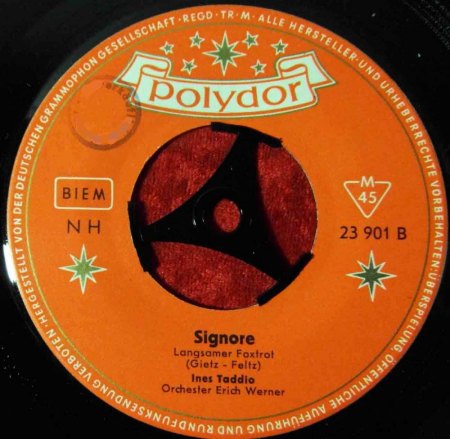 HERGESTELLT VON DER DEUTSCHEN GRAMMOPHON GESELLSCHAFT · REGD · TR · M · ALLE HERSTELLER- UND URHEBERRECHTE VORBEHALTEN · ÜBERSPIELUNG ÖFFENTLICHE AUFFÜHRUNG UND RUNDFUNKSENDUNG VERBOTEN ·
polydor
BIEM
NH
M
45
23 901 B
Signore
Langsamer Foxtrot
(Gietz - Feltz)
Ines Taddio
Orchester Erich Werner